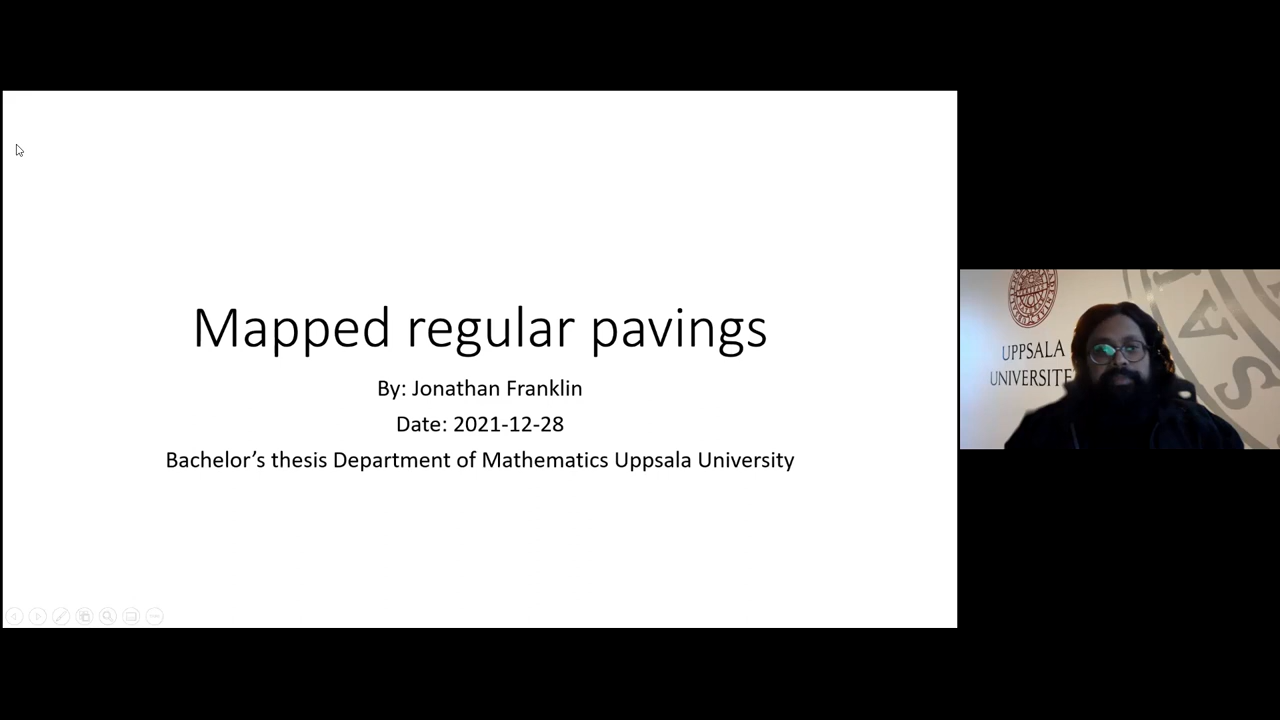 Mapped regular pavings
By: Jonathan Franklin
Date: 2021-12-28
Bachelor’s thesis Department of Mathematics Uppsala University
UPPSALA
UNIVERSITE